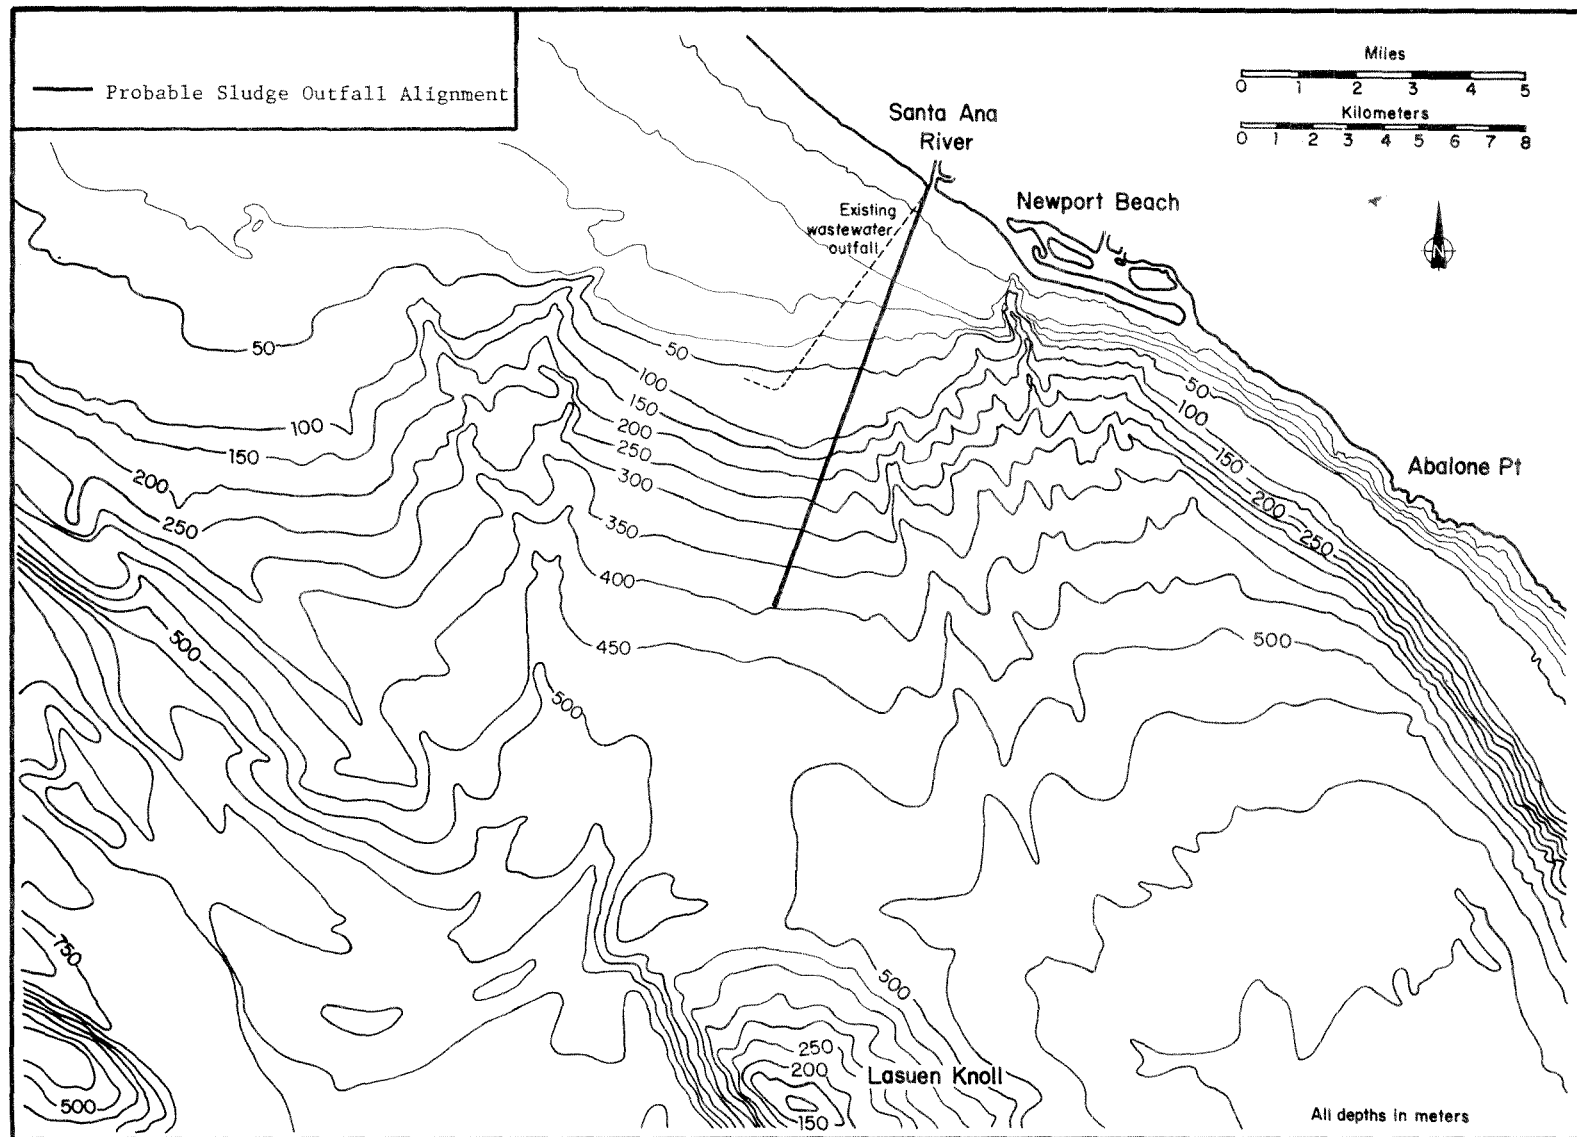 Probable Sludge Outfall Alignment
Miles
0 1 2 3 4 5
Kilometers
0 1 2 3 4 5 6 7 8
Santa Ana
River
Newport Beach
Existing
wastewater
outfall
N
50
50
100
150
200
250
300
350
400
450
500
100
150
200
250
500
50
100
150
200
250
500
Abalone Pt
750
500
500
250
200
150
Lasuen Knoll
All depths in meters